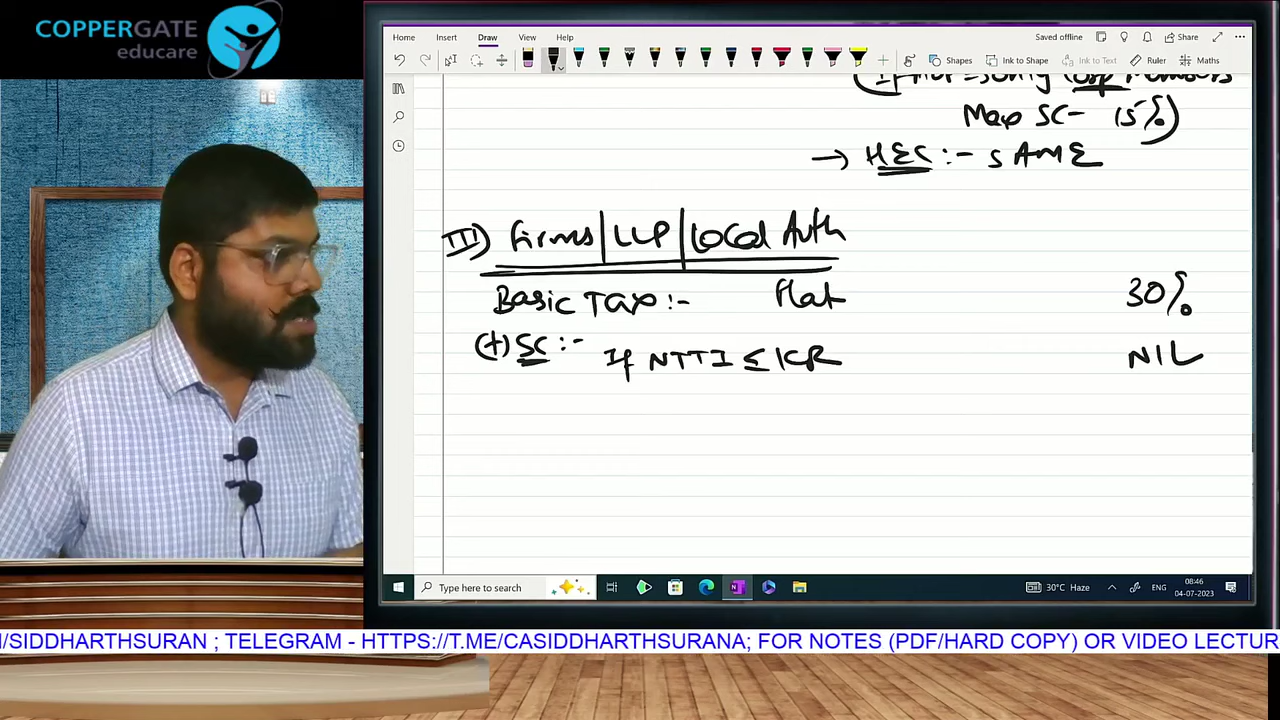 COPPERGATE
educare
Home Insert Draw View Help
Saved offline
Share
Shapes
Ink to Shape
Ink to Text
Ruler
Maths
Members
Max SC- 15%)
→ HEC :- SAME
III) Firms | LLP | Local Auth
Basic Tax :- Flat 30%
(+) SC :- If NTTI ≤ 1CR NIL
Type here to search
30°C Haze
ENG
08:46
04-07-2023
/SIDDHARTHSURAN ; TELEGRAM - HTTPS://T.ME/CASIDDHARTHSURANA; FOR NOTES (PDF/HARD COPY) OR VIDEO LECTUR